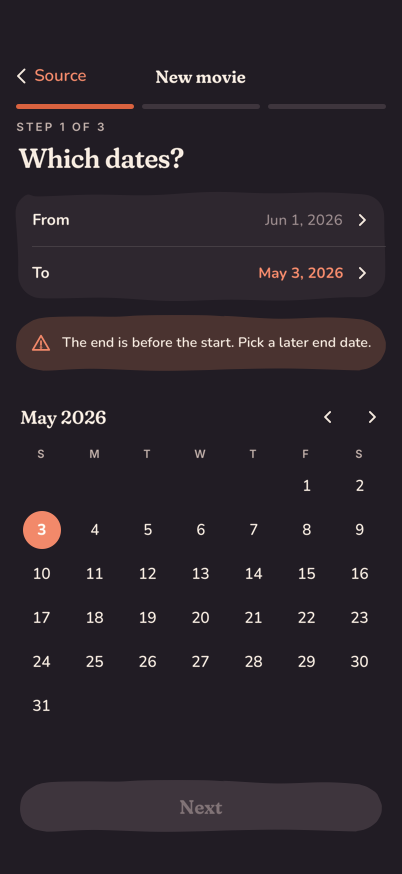 Source
New movie
STEP 1 OF 3
Which dates?
From Jun 1, 2026
To May 3, 2026
The end is before the start. Pick a later end date.
May 2026
S M T W T F S
1 2
3 4 5 6 7 8 9
10 11 12 13 14 15 16
17 18 19 20 21 22 23
24 25 26 27 28 29 30
31
Next